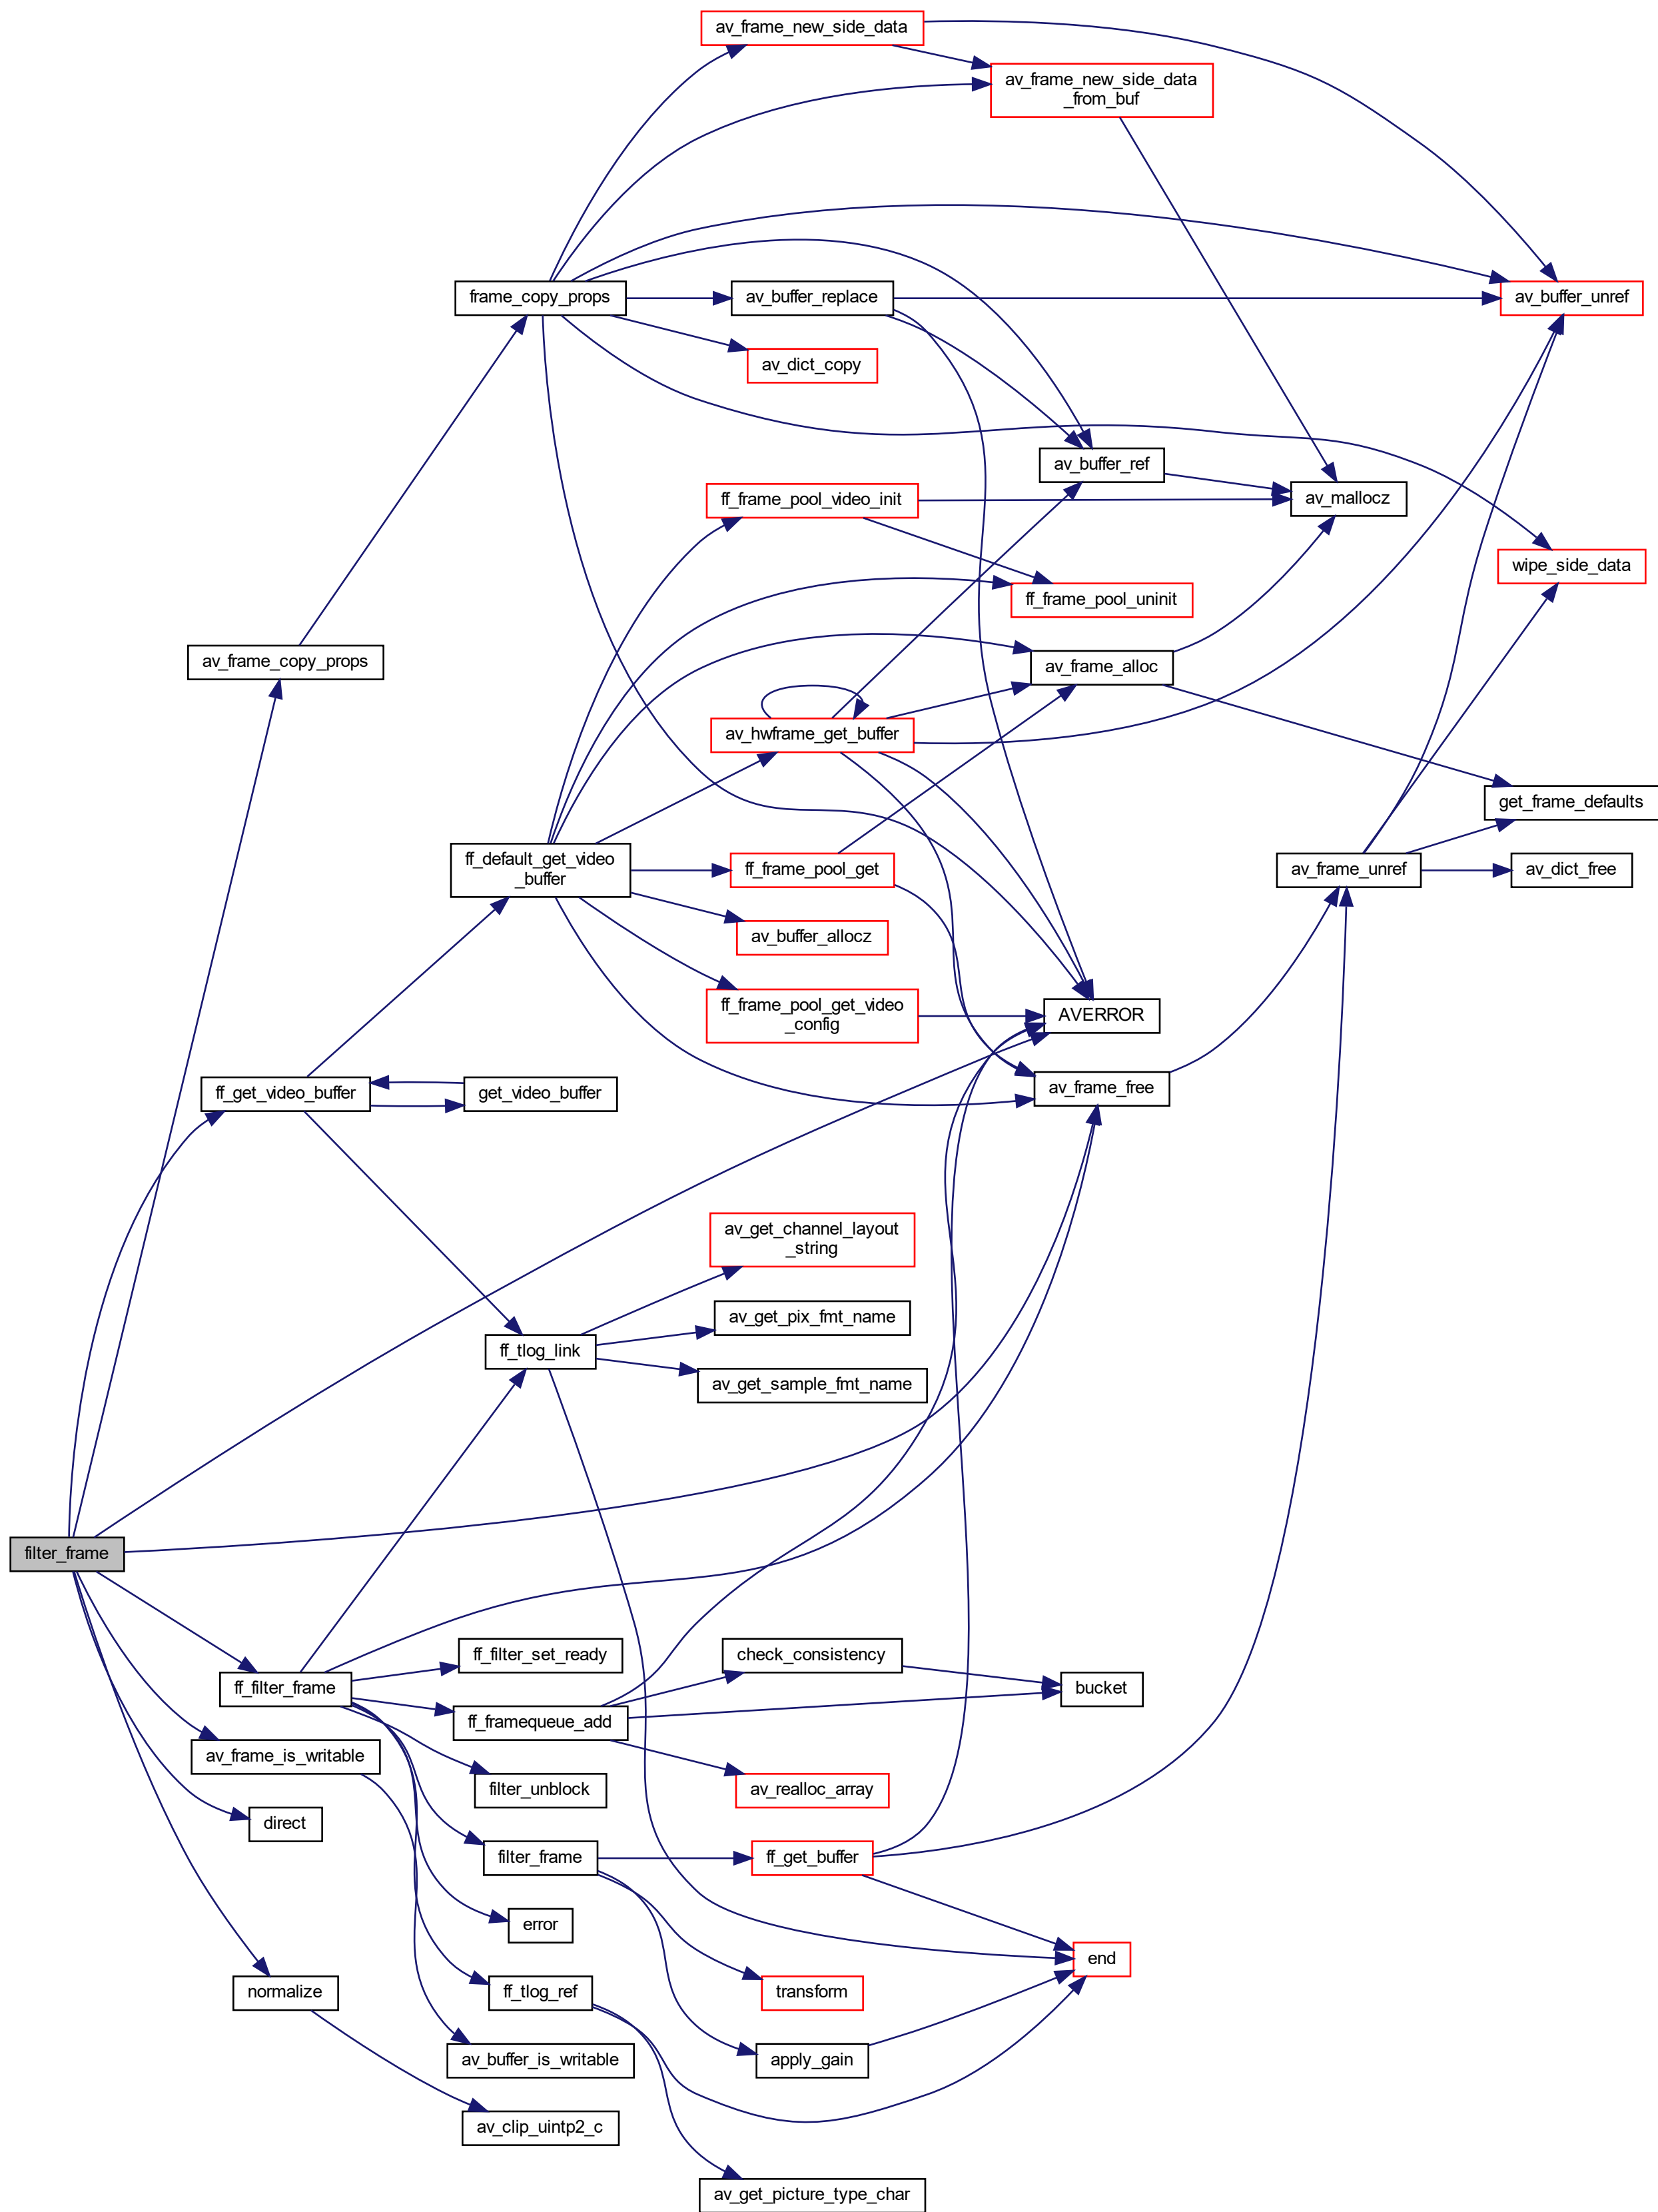 av_frame_new_side_data
av_frame_new_side_data
_from_buf
frame_copy_props
av_buffer_replace
av_buffer_unref
av_dict_copy
av_buffer_ref
ff_frame_pool_video_init
av_mallocz
wipe_side_data
ff_frame_pool_uninit
av_frame_copy_props
av_frame_alloc
av_hwframe_get_buffer
get_frame_defaults
ff_default_get_video
_buffer
ff_frame_pool_get
av_frame_unref
av_dict_free
av_buffer_allocz
ff_frame_pool_get_video
_config
AVERROR
ff_get_video_buffer
get_video_buffer
av_frame_free
av_get_channel_layout
_string
av_get_pix_fmt_name
ff_tlog_link
av_get_sample_fmt_name
filter_frame
ff_filter_set_ready
check_consistency
ff_filter_frame
bucket
ff_framequeue_add
av_frame_is_writable
filter_unblock
av_realloc_array
direct
filter_frame
ff_get_buffer
error
end
normalize
ff_tlog_ref
transform
av_buffer_is_writable
apply_gain
av_clip_uintp2_c
av_get_picture_type_char